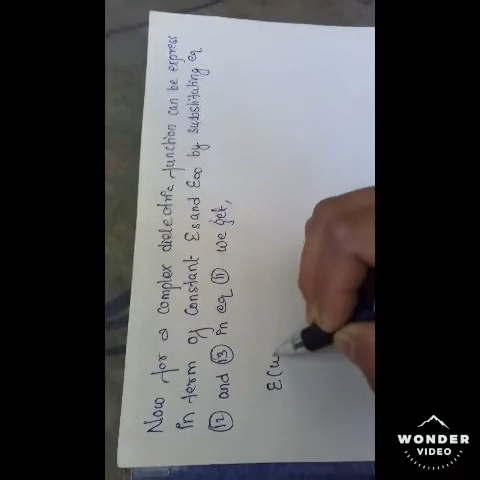 Now for a complex dielectric function can be express
in term of Constant εs and ε∞ by substituting eq
⑫ and ⑬ in eq ⑪ we get,
ε(ω
WONDER
VIDEO